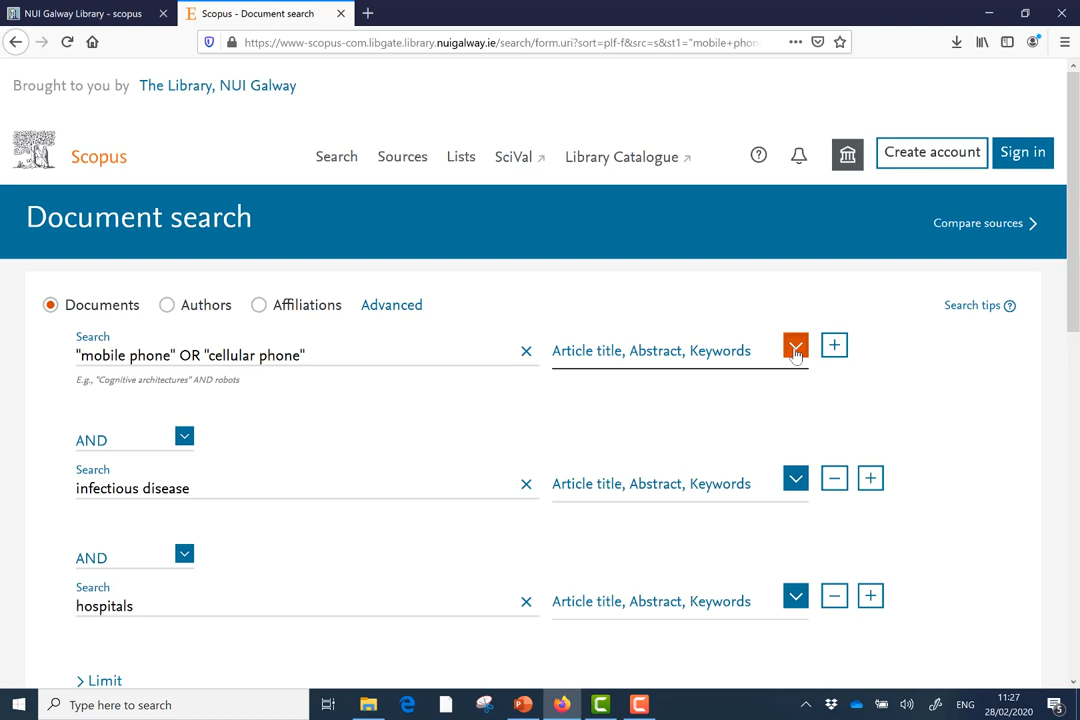 NUI Galway Library - scopus
Scopus - Document search
https://www-scopus-com.libgate.library.nuigalway.ie/search/form.uri?sort=plf-f&src=s&st1="mobile+phon
Brought to you by The Library, NUI Galway
Scopus
Search
Sources
Lists
SciVal
Library Catalogue
Create account
Sign in
Document search
Compare sources
Documents
Authors
Affiliations
Advanced
Search tips
Search
"mobile phone" OR "cellular phone"
Article title, Abstract, Keywords
E.g., "Cognitive architectures" AND robots
AND
Search
infectious disease
Article title, Abstract, Keywords
AND
Search
hospitals
Article title, Abstract, Keywords
Limit
Type here to search
ENG
11:27
28/02/2020
5